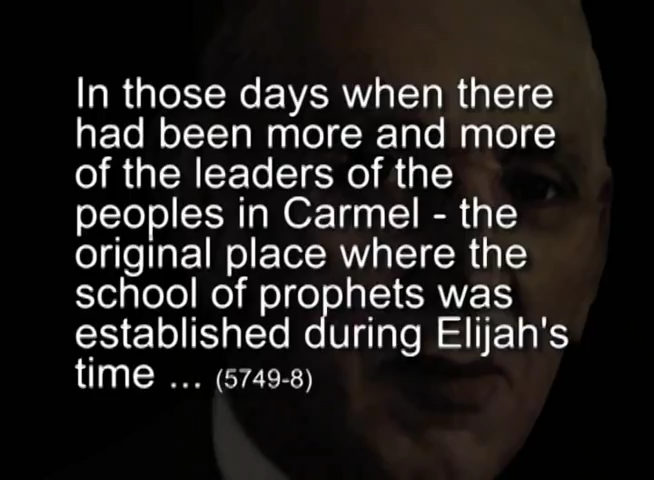 In those days when there
had been more and more
of the leaders of the
peoples in Carmel - the
original place where the
school of prophets was
established during Elijah's
time ... (5749-8)